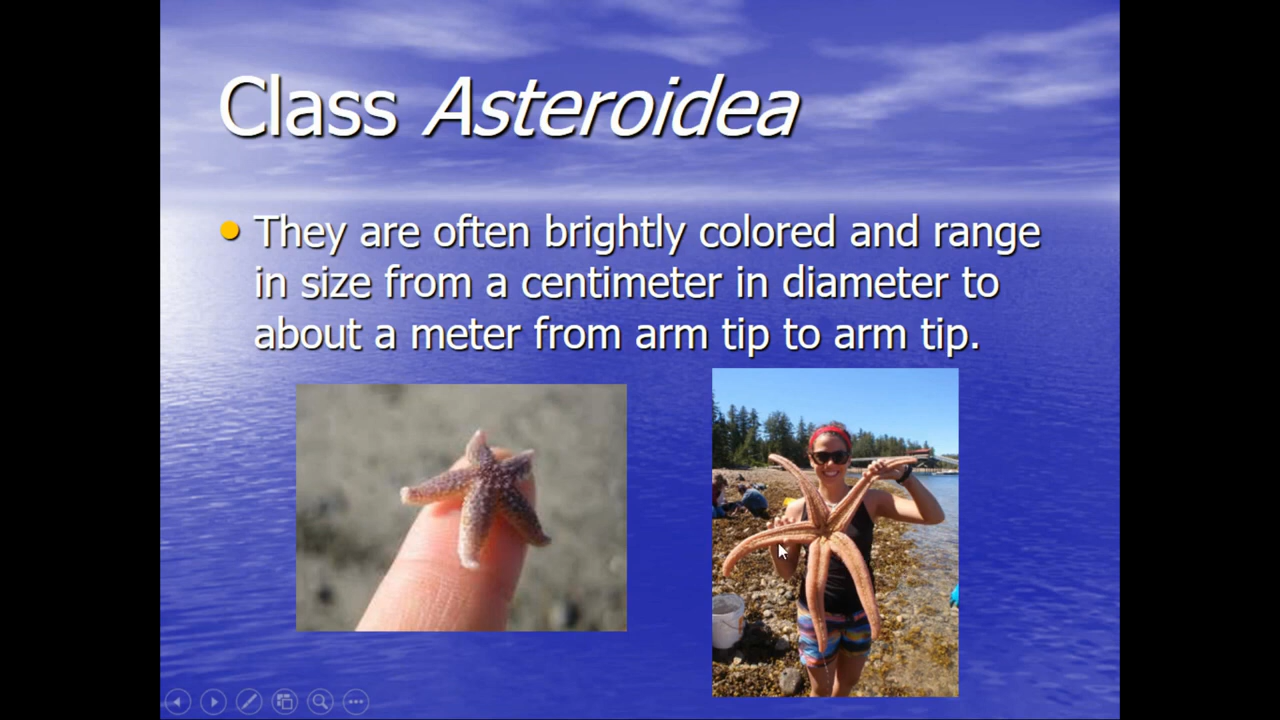 Class Asteroidea
They are often brightly colored and range
in size from a centimeter in diameter to
about a meter from arm tip to arm tip.